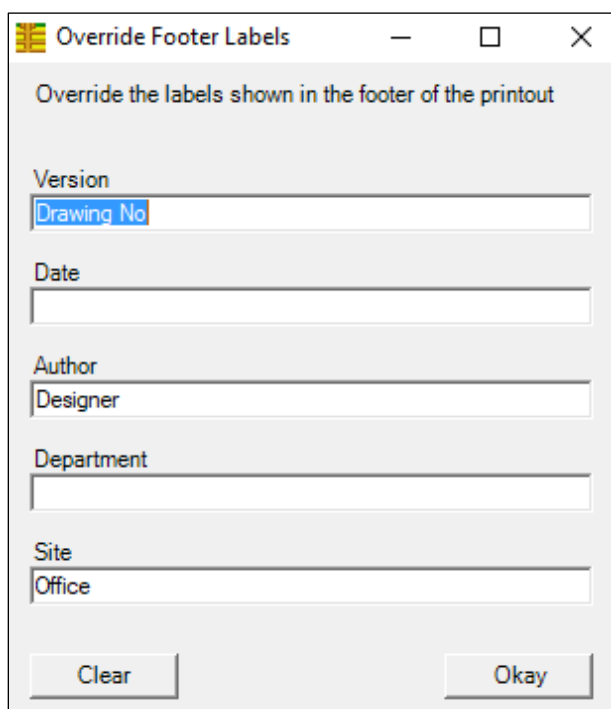 Override Footer Labels
Override the labels shown in the footer of the printout
Version
Drawing No
Date
Author
Designer
Department
Site
Office
Clear
Okay